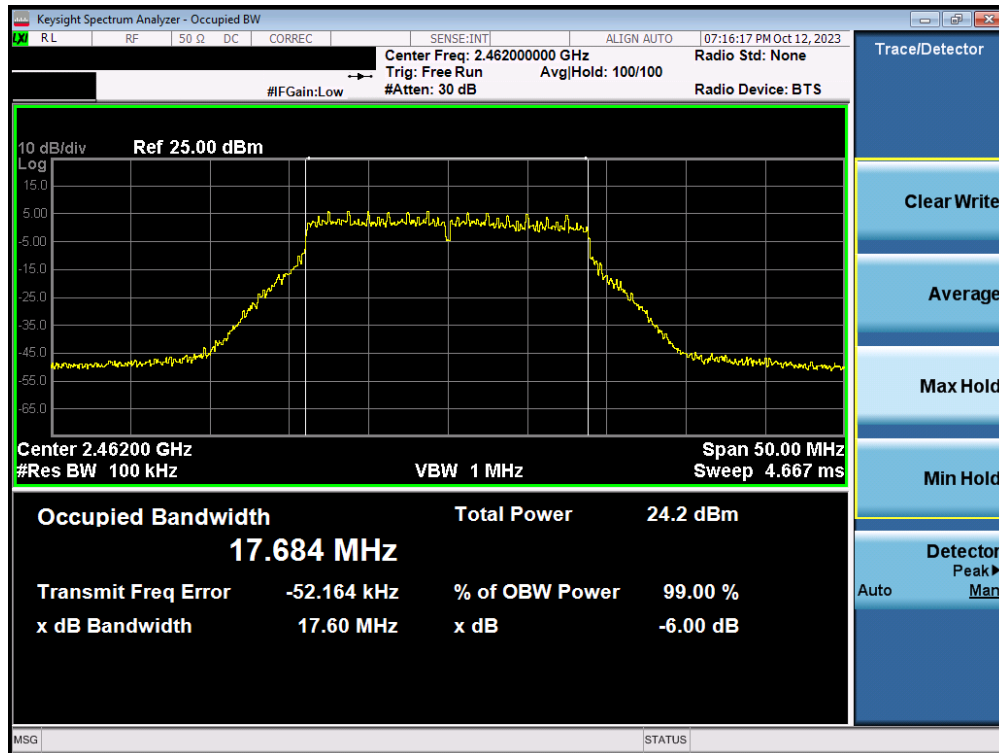 Keysight Spectrum Analyzer - Occupied BW
LXI RL RF 50 Ω DC CORREC SENSE:INT ALIGN AUTO 07:16:17 PM Oct 12, 2023
Center Freq: 2.462000000 GHz Radio Std: None
Trig: Free Run Avg|Hold: 100/100
#IFGain:Low #Atten: 30 dB Radio Device: BTS
10 dB/div Ref 25.00 dBm
Log
15.0
5.00
-5.00
-15.0
-25.0
-35.0
-45.0
-55.0
-65.0
Center 2.46200 GHz Span 50.00 MHz
#Res BW 100 kHz VBW 1 MHz Sweep 4.667 ms
Occupied Bandwidth Total Power 24.2 dBm
17.684 MHz
Transmit Freq Error -52.164 kHz % of OBW Power 99.00 %
x dB Bandwidth 17.60 MHz x dB -6.00 dB
MSG STATUS
Trace/Detector
Clear Write
Average
Max Hold
Min Hold
Detector
Peak▶
Auto Man